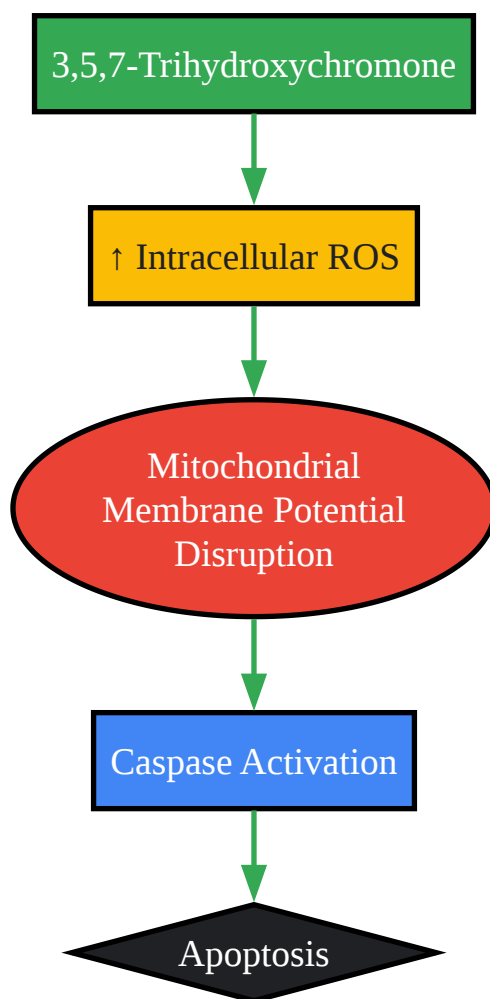 3,5,7-Trihydroxychromone
↑ Intracellular ROS
Mitochondrial
Membrane Potential
Disruption
Caspase Activation
Apoptosis